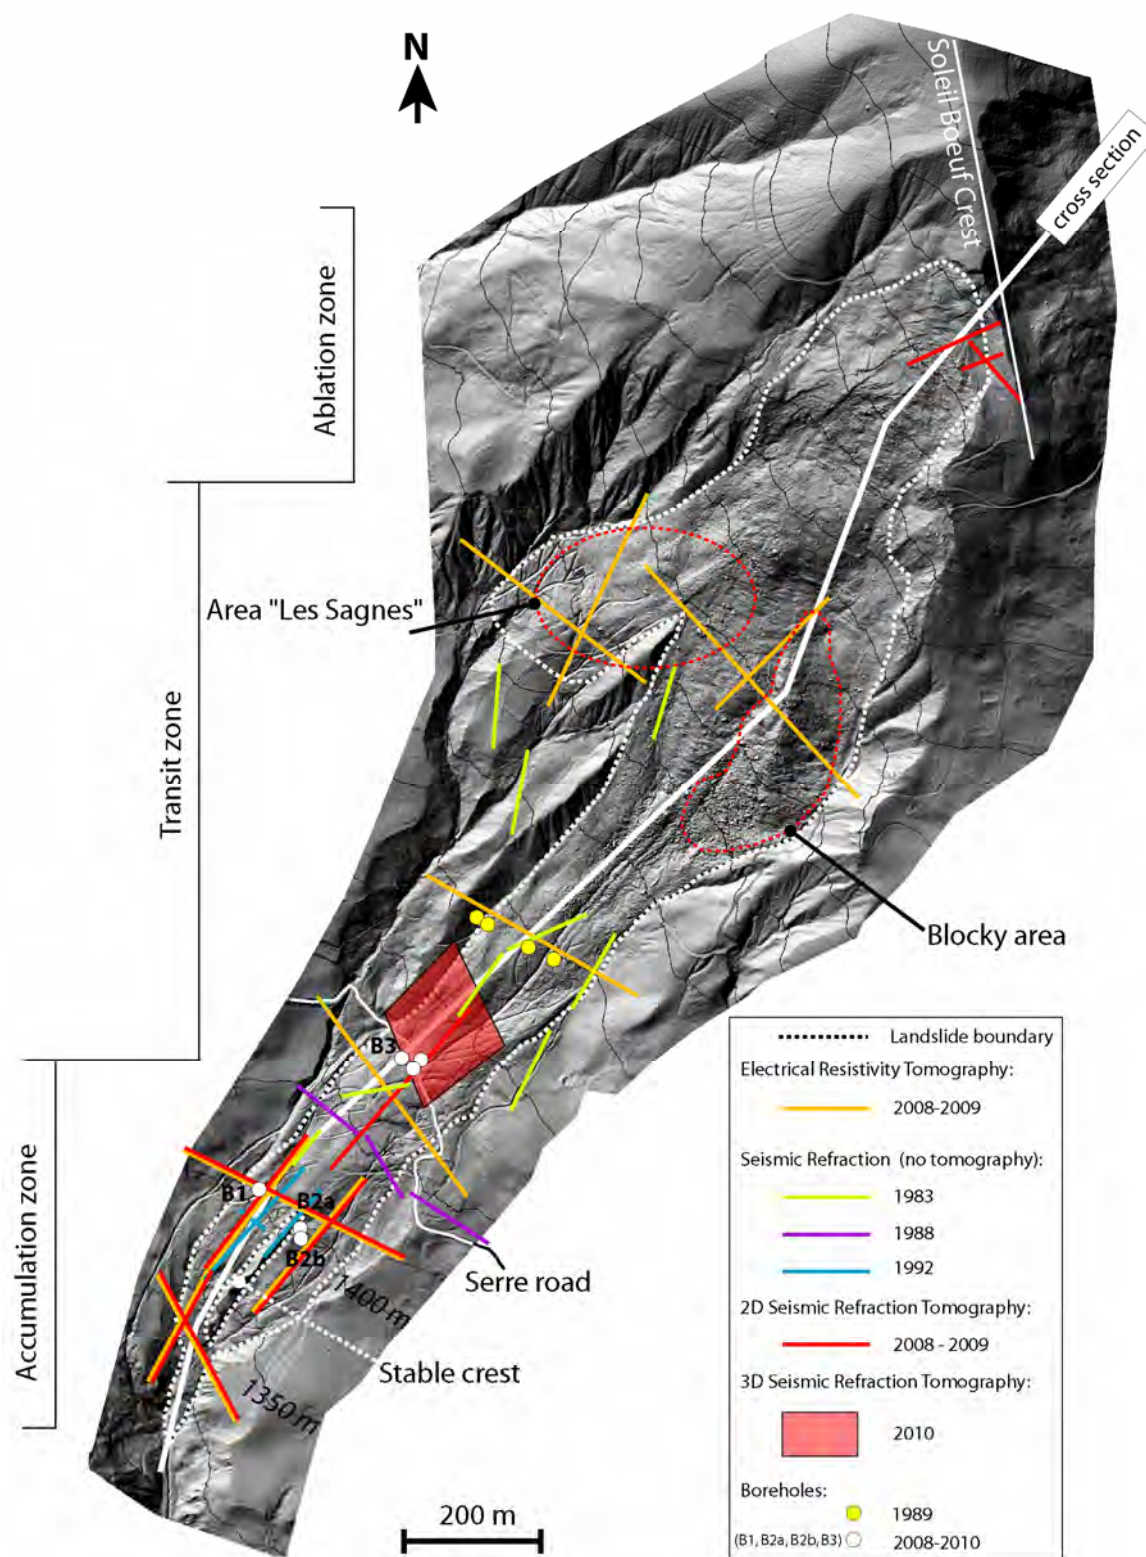 N
Soleil Boeuf Crest
cross section
Ablation zone
Transit zone
Accumulation zone
Area "Les Sagnes"
Blocky area
B3
B1
B2a
B2b
Serre road
1400 m
Stable crest
1350 m
200 m
Landslide boundary
Electrical Resistivity Tomography:
2008-2009
Seismic Refraction (no tomography):
1983
1988
1992
2D Seismic Refraction Tomography:
2008 - 2009
3D Seismic Refraction Tomography:
2010
Boreholes:
1989
(B1, B2a, B2b, B3) 2008-2010